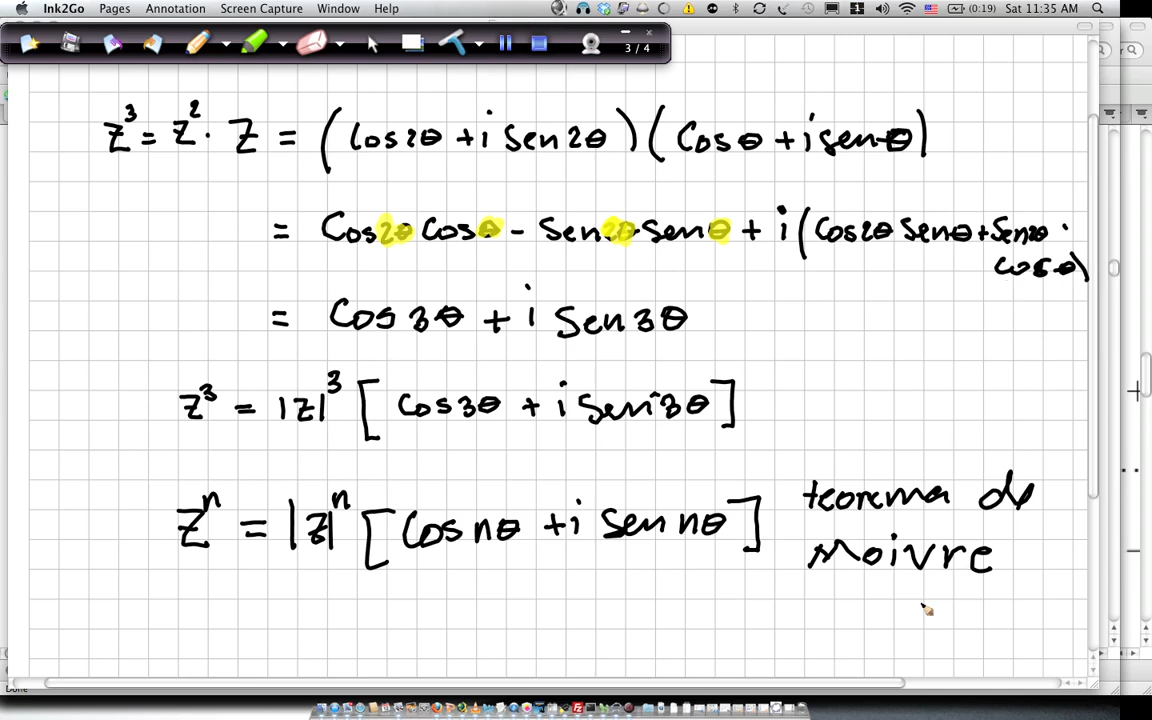 Ink2Go Pages Annotation Screen Capture Window Help (0:19) Sat 11:35 AM
3 / 4
z³ = z² · z = (cos2θ + i sen2θ)(cosθ + i senθ)
= cos2θ cosθ - sen2θ senθ + i (cos2θ senθ + sen2θ ·
cosθ)
= cos3θ + i sen3θ
z³ = |z|³ [cos3θ + i sen3θ]
zⁿ = |z|ⁿ [cos nθ + i sen nθ] teorema de
Moivre
Done